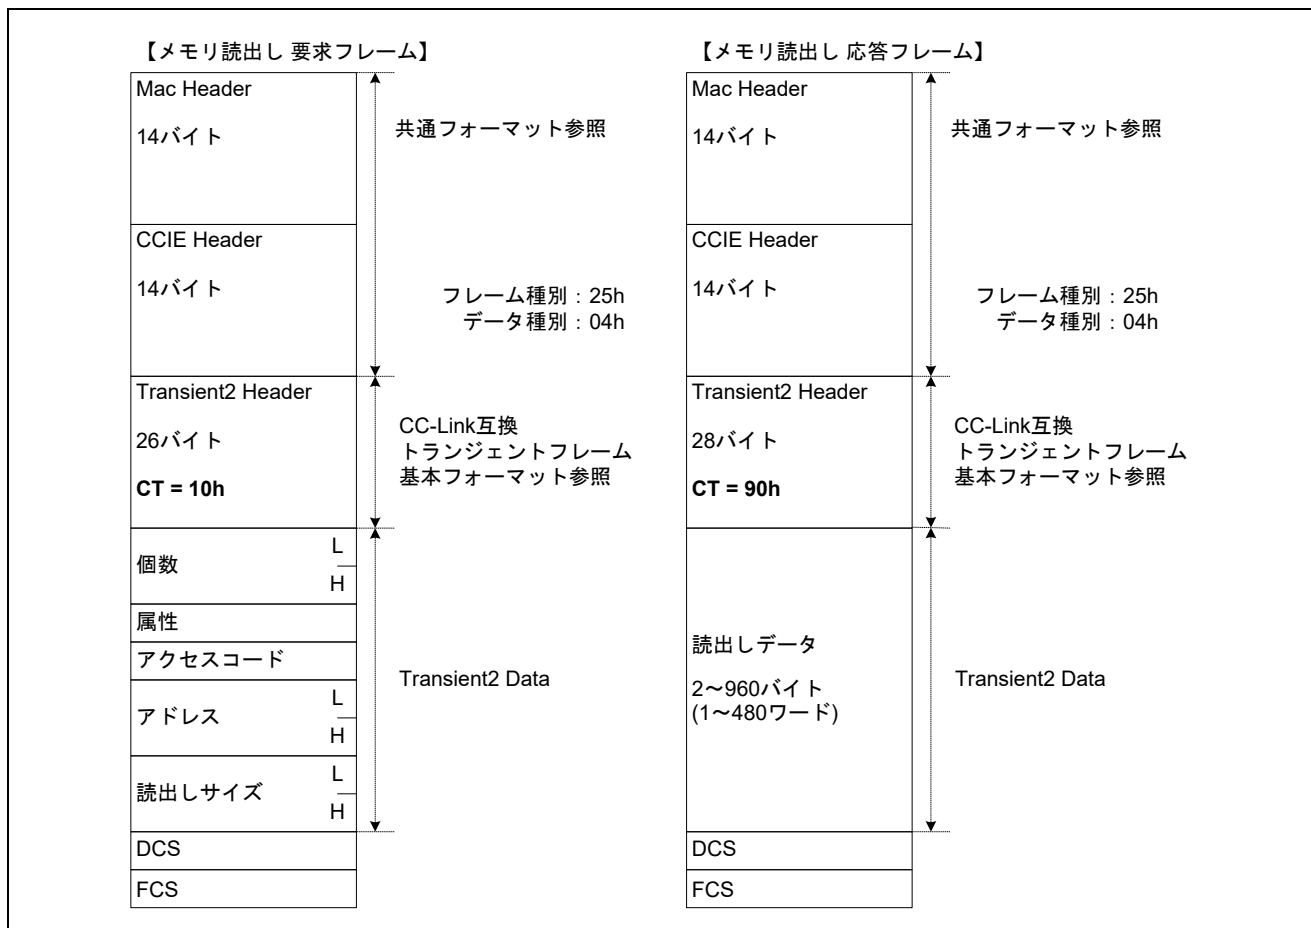 【メモリ読出し 要求フレーム】
Mac Header
14バイト
共通フォーマット参照
CCIE Header
14バイト
フレーム種別：25h
データ種別：04h
Transient2 Header
26バイト
CT = 10h
CC-Link互換
トランジェントフレーム
基本フォーマット参照
個数
L
H
属性
アクセスコード
アドレス
L
H
読出しサイズ
L
H
Transient2 Data
DCS
FCS
【メモリ読出し 応答フレーム】
Mac Header
14バイト
共通フォーマット参照
CCIE Header
14バイト
フレーム種別：25h
データ種別：04h
Transient2 Header
28バイト
CT = 90h
CC-Link互換
トランジェントフレーム
基本フォーマット参照
読出しデータ
2～960バイト
(1～480ワード)
Transient2 Data
DCS
FCS